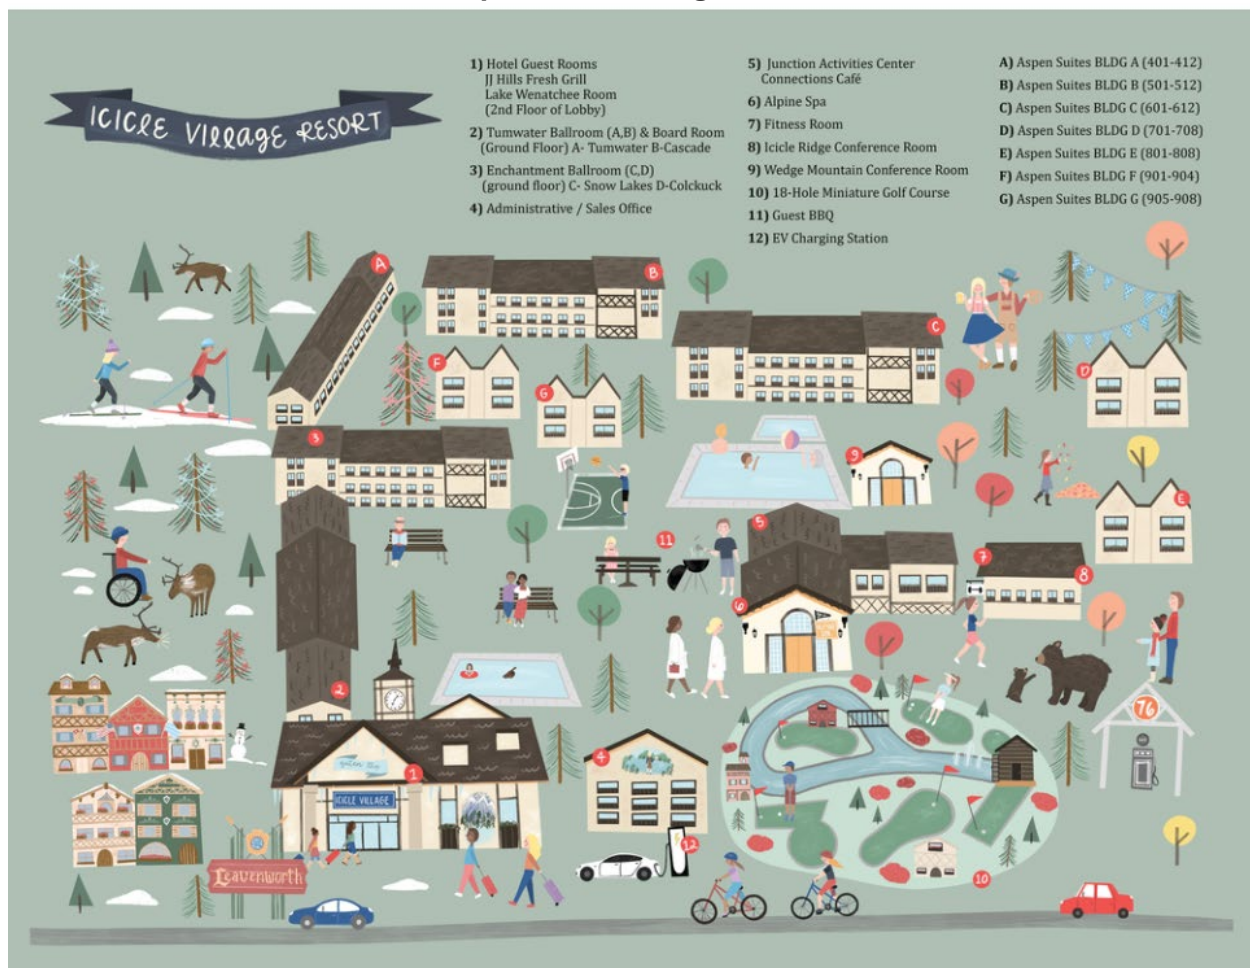 ICICLE VILLAGE RESORT
1) Hotel Guest Rooms
JJ Hills Fresh Grill
Lake Wenatchee Room
(2nd Floor of Lobby)
2) Tumwater Ballroom (A,B) & Board Room
(Ground Floor) A- Tumwater B-Cascade
3) Enchantment Ballroom (C,D)
(ground floor) C- Snow Lakes D-Colckuck
4) Administrative / Sales Office
5) Junction Activities Center
Connections Café
6) Alpine Spa
7) Fitness Room
8) Icicle Ridge Conference Room
9) Wedge Mountain Conference Room
10) 18-Hole Miniature Golf Course
11) Guest BBQ
12) EV Charging Station
A) Aspen Suites BLDG A (401-412)
B) Aspen Suites BLDG B (501-512)
C) Aspen Suites BLDG C (601-612)
D) Aspen Suites BLDG D (701-708)
E) Aspen Suites BLDG E (801-808)
F) Aspen Suites BLDG F (901-904)
G) Aspen Suites BLDG G (905-908)
A
B
C
F
D
G
3
9
E
5
11
7
8
6
2
76
4
1
ICICLE VILLAGE
12
Leavenworth
10